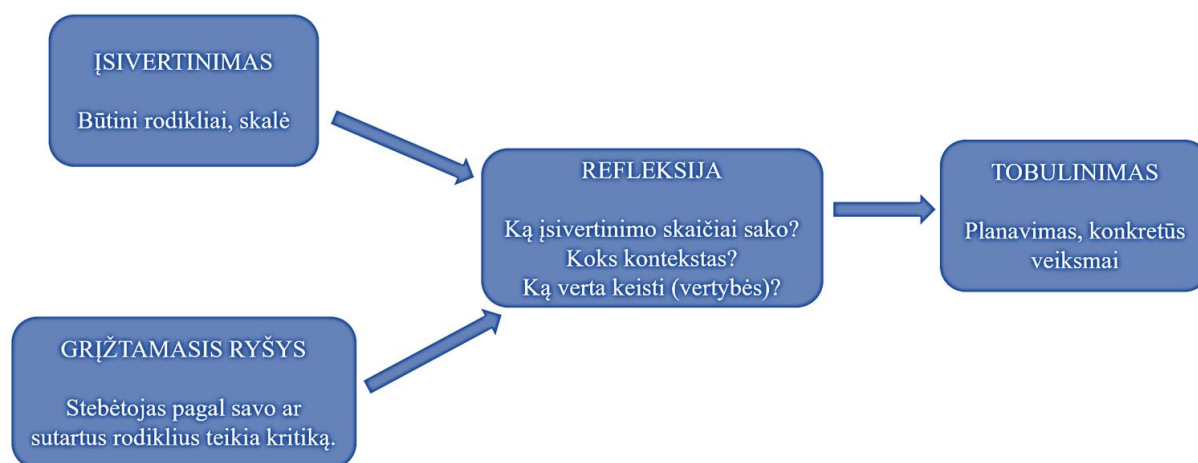 ĮSIVERTINIMAS
Būtini rodikliai, skalė
GRĮŽTAMASIS RYŠYS
Stebėtojas pagal savo ar
sutartus rodiklius teikia kritiką.
REFLEKSIJA
Ką įsivertinimo skaičiai sako?
Koks kontekstas?
Ką verta keisti (vertybės)?
TOBULINIMAS
Planavimas, konkretūs
veiksmai